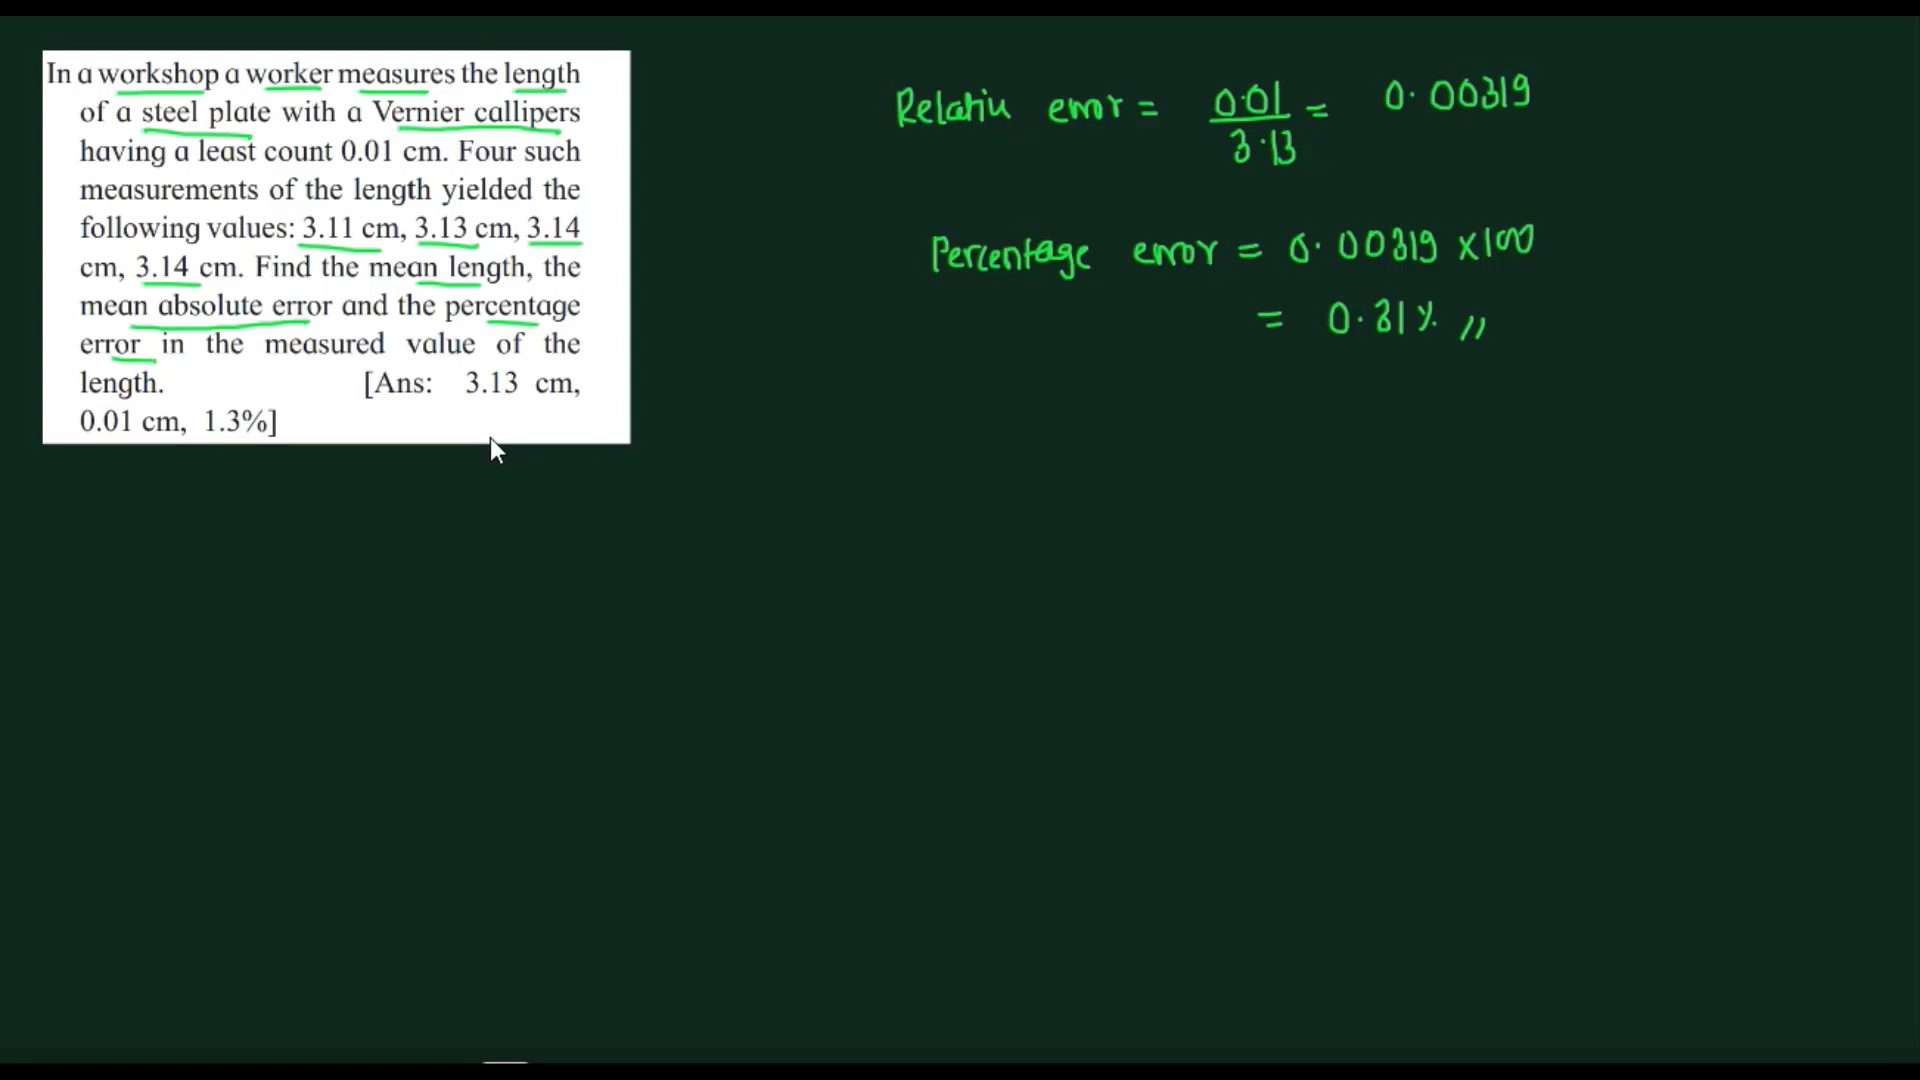 In a workshop a worker measures the length
of a steel plate with a Vernier callipers
having a least count 0.01 cm. Four such
measurements of the length yielded the
following values: 3.11 cm, 3.13 cm, 3.14
cm, 3.14 cm. Find the mean length, the
mean absolute error and the percentage
error in the measured value of the
length. [Ans: 3.13 cm,
0.01 cm, 1.3%]
Relativ error = 0.01 / 3.13 = 0.00319
Percentage error = 0.00319 x100
= 0.31% //